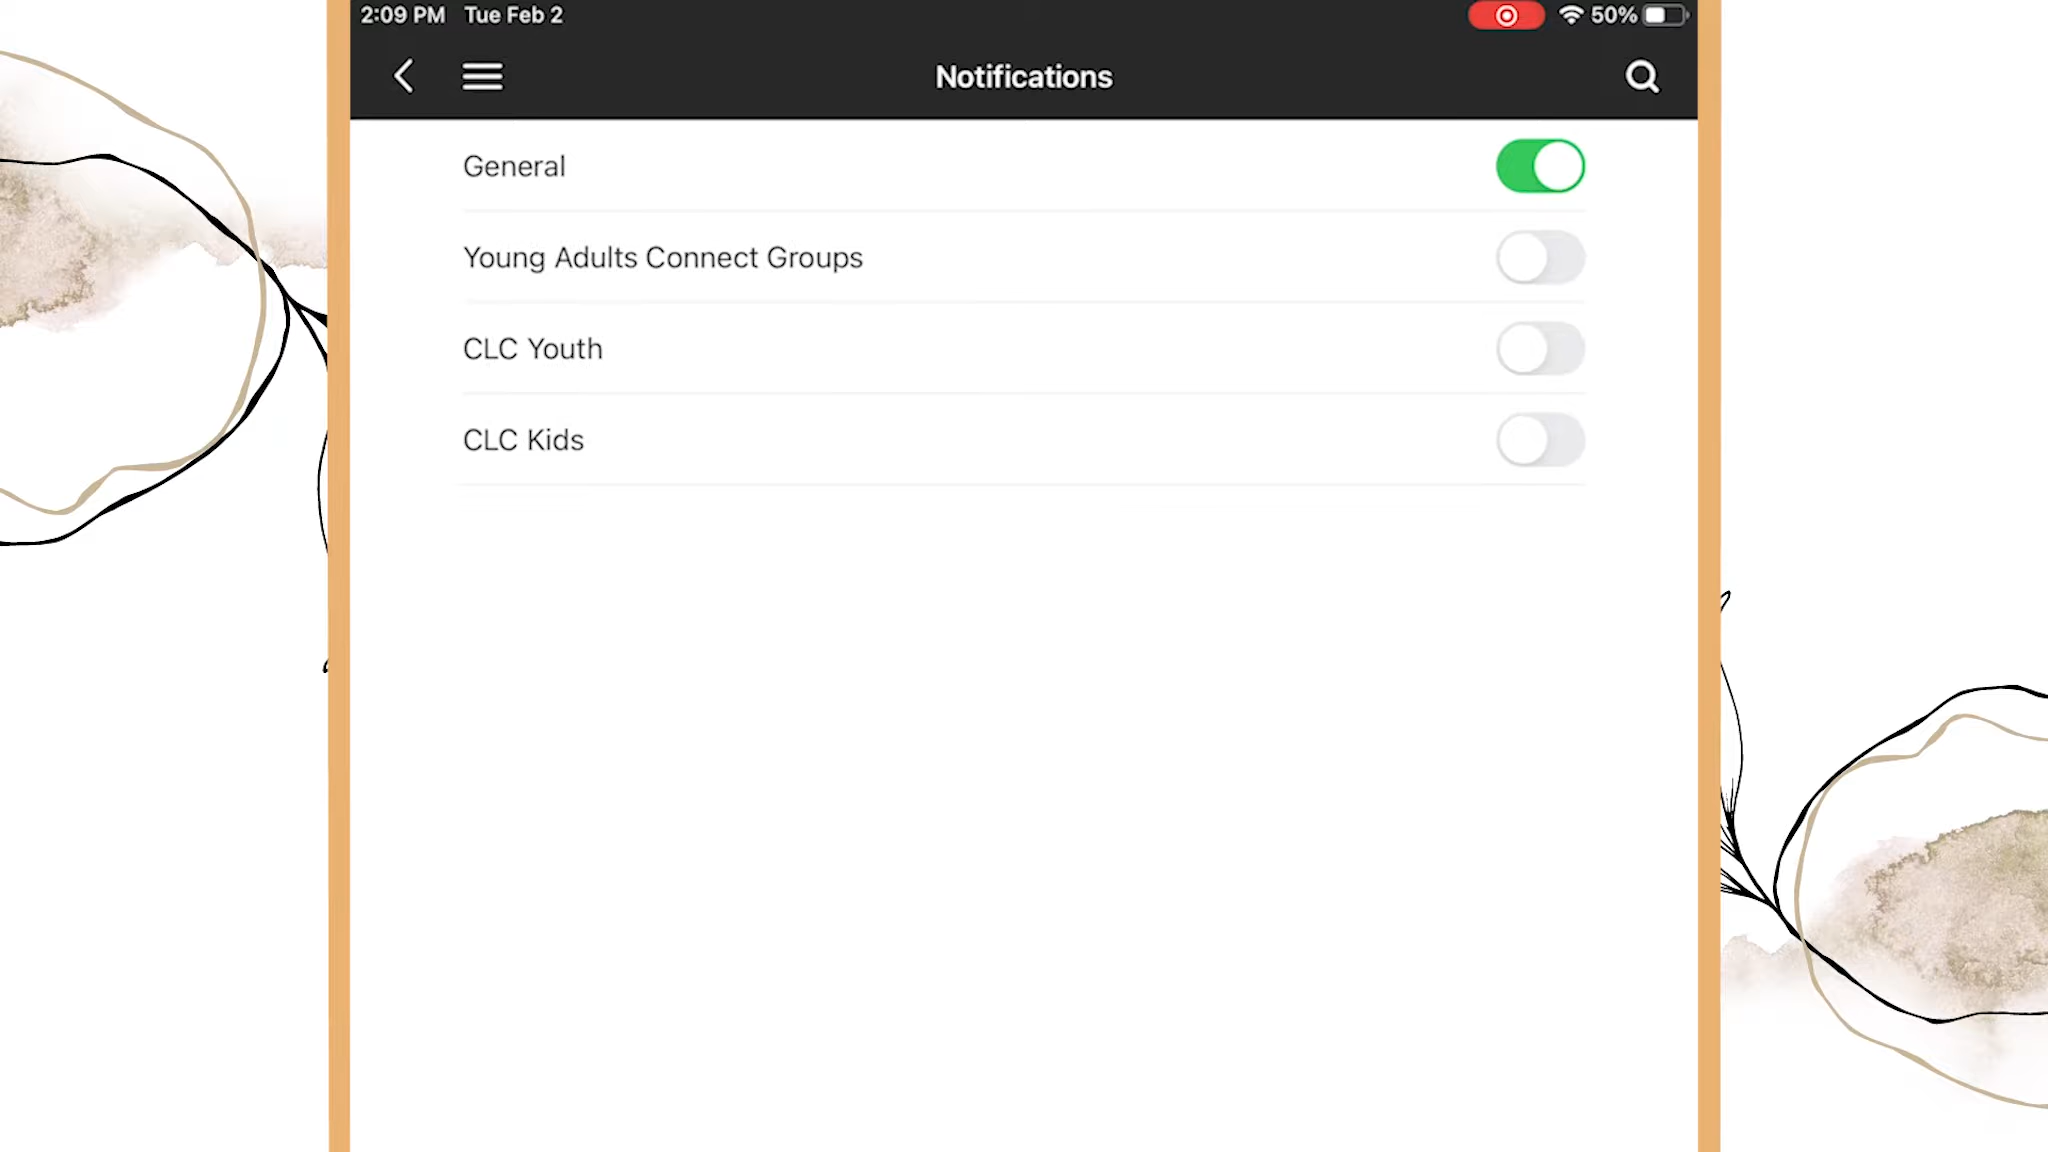 2:09 PM Tue Feb 2 50%
Notifications
General
Young Adults Connect Groups
CLC Youth
CLC Kids